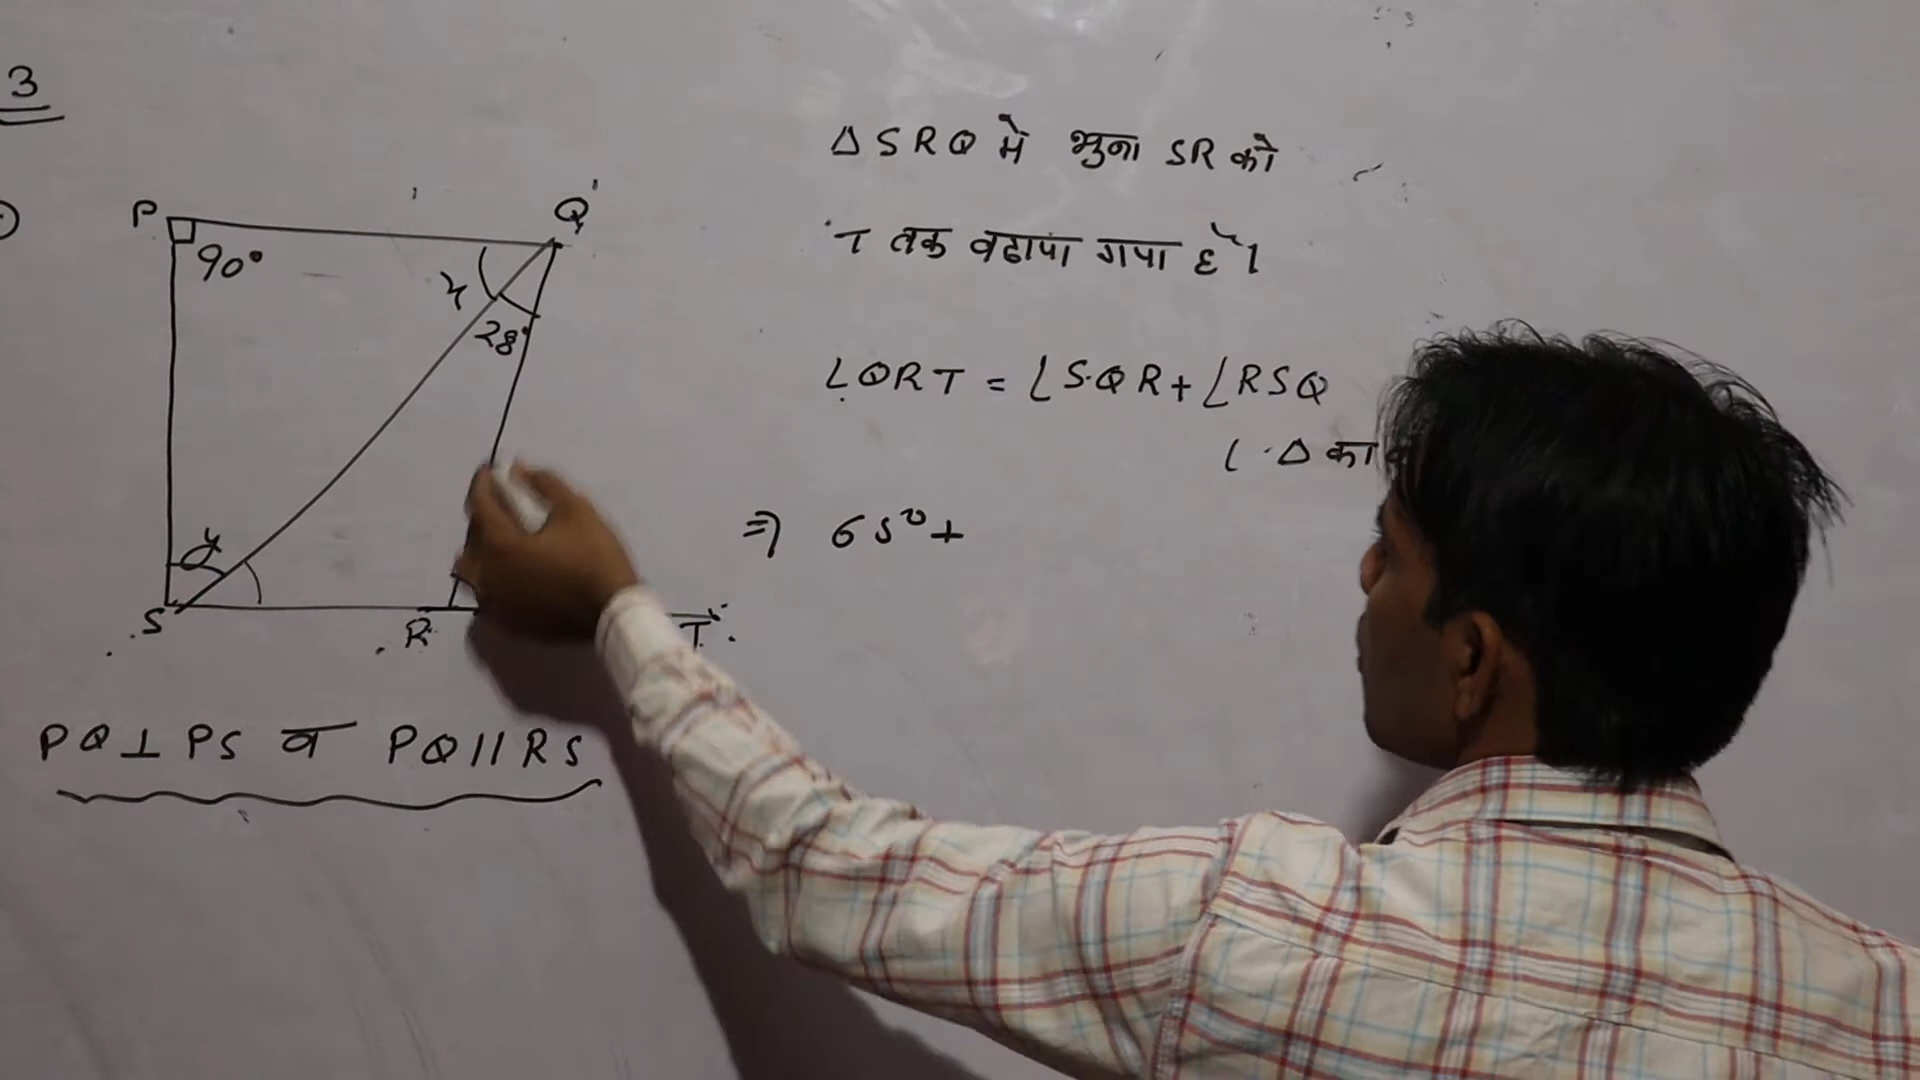 3
P
Q
90°
x
28°
y
S
R
T
PQ ⊥ PS व PQ || RS
Δ SRQ में भुजा SR को
T तक बढाया गया है।
∠QRT = ∠SQR + ∠RSQ
( Δ का
⇒ 65° +